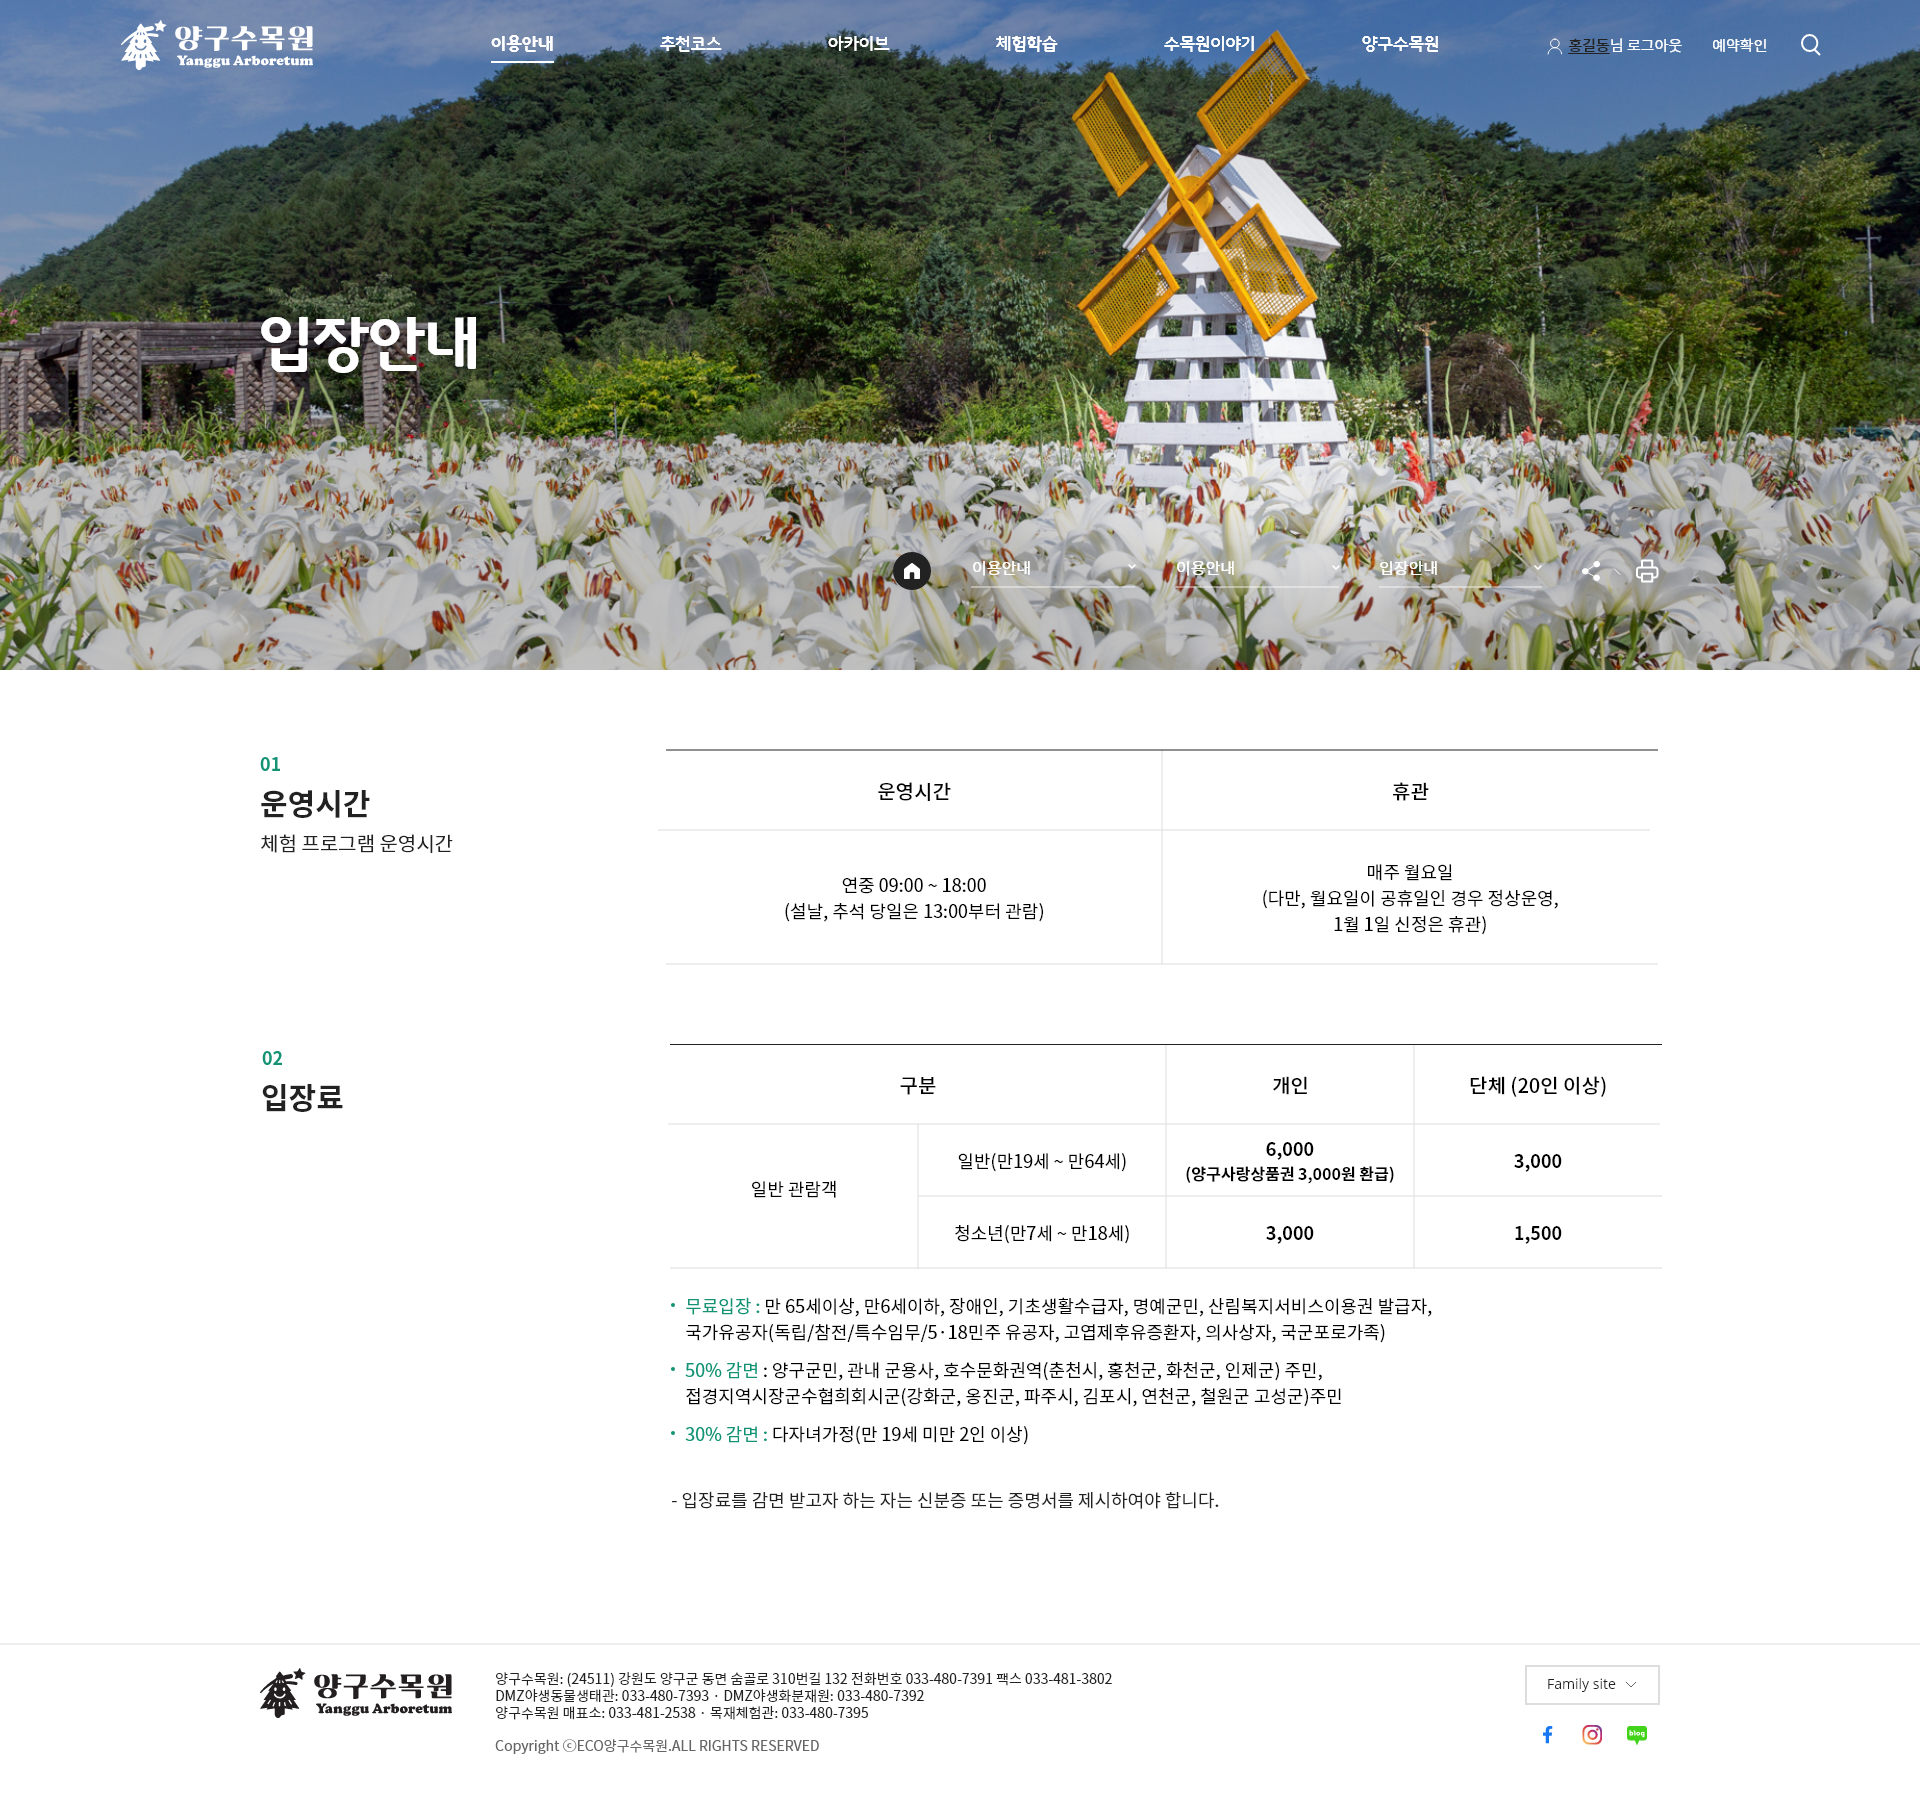 양구수목원
Yanggu Arboretum
이용안내
추천코스
아카이브
체험학습
수목원이야기
양구수목원
홍길동님 로그아웃
예약확인
입장안내
이용안내
이용안내
입장안내
01
운영시간
체험 프로그램 운영시간
운영시간
휴관
연중 09:00 ~ 18:00
(설날, 추석 당일은 13:00부터 관람)
매주 월요일
(다만, 월요일이 공휴일인 경우 정상운영,
1월 1일 신정은 휴관)
02
입장료
구분
개인
단체 (20인 이상)
일반 관람객
일반(만19세 ~ 만64세)
6,000
(양구사랑상품권 3,000원 환급)
3,000
청소년(만7세 ~ 만18세)
3,000
1,500
• 무료입장 : 만 65세이상, 만6세이하, 장애인, 기초생활수급자, 명예군민, 산림복지서비스이용권 발급자,
국가유공자(독립/참전/특수임무/5·18민주 유공자, 고엽제후유증환자, 의사상자, 국군포로가족)
• 50% 감면 : 양구군민, 관내 군용사, 호수문화권역(춘천시, 홍천군, 화천군, 인제군) 주민,
접경지역시장군수협희회시군(강화군, 옹진군, 파주시, 김포시, 연천군, 철원군 고성군)주민
• 30% 감면 : 다자녀가정(만 19세 미만 2인 이상)
- 입장료를 감면 받고자 하는 자는 신분증 또는 증명서를 제시하여야 합니다.
양구수목원
Yanggu Arboretum
양구수목원: (24511) 강원도 양구군 동면 숨골로 310번길 132 전화번호 033-480-7391 팩스 033-481-3802
DMZ야생동물생태관: 033-480-7393 · DMZ야생화분재원: 033-480-7392
양구수목원 매표소: 033-481-2538 · 목재체험관: 033-480-7395
Copyright ⓒECO양구수목원.ALL RIGHTS RESERVED
Family site
blog